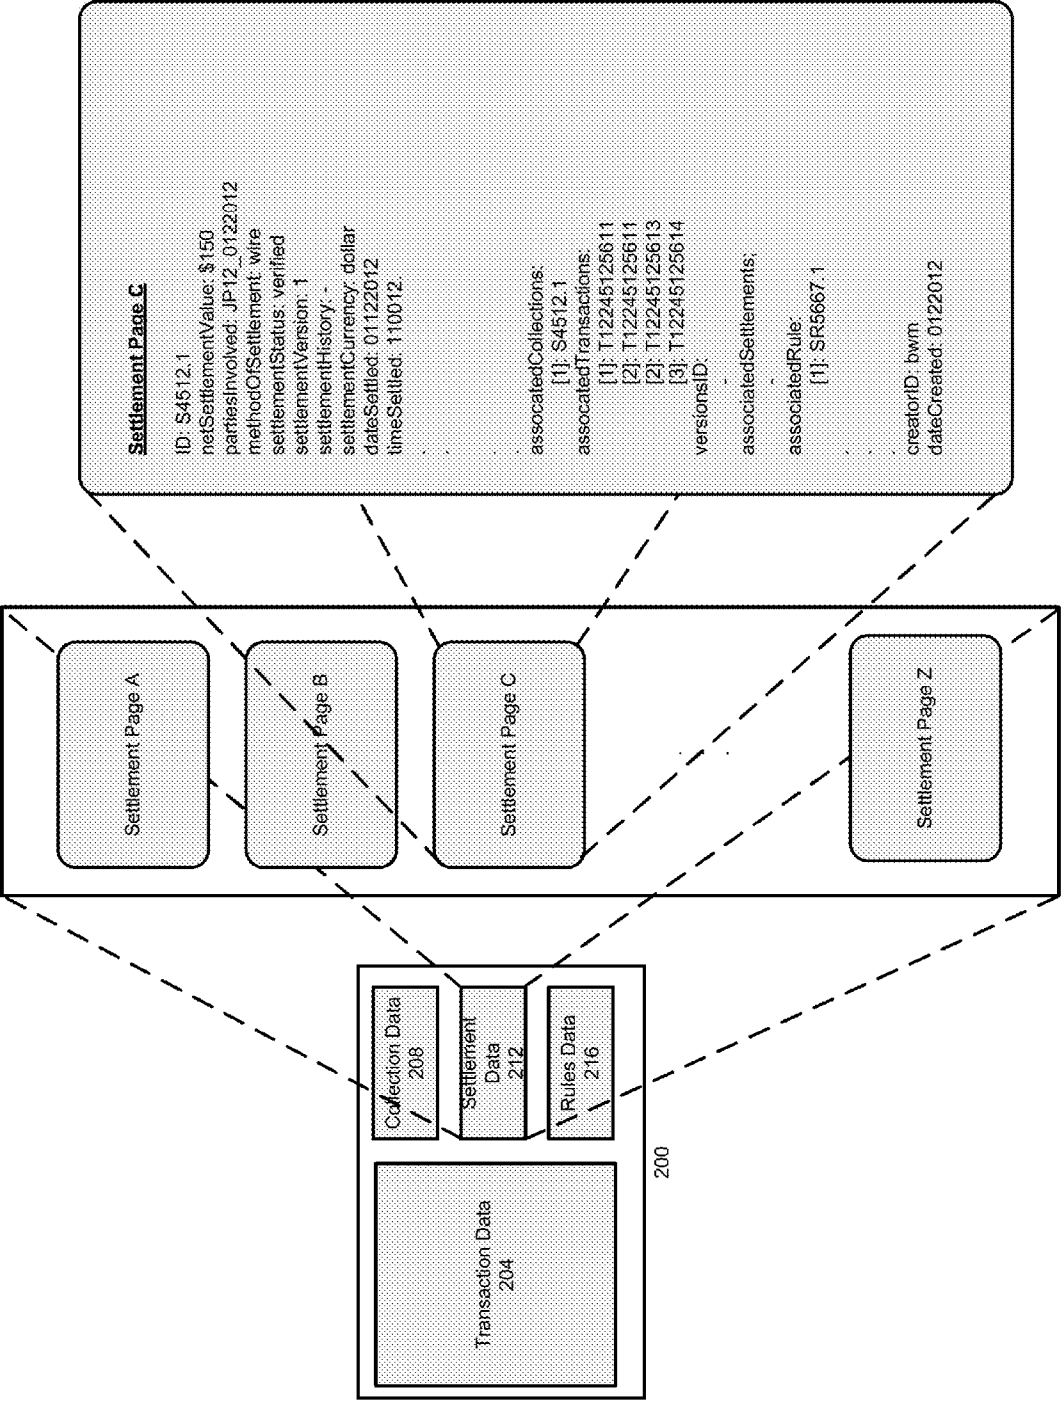 Settlement Page C
ID: S4512.1
netSettlementValue: $150
partiesInvolved: JP12_0122012
methodOfSettlement: wire
settlementStatus: verified
settlementVersion: 1
settlementHistory: -
settlementCurrency: dollar
dateSettled: 01122012
timeSettled: 110012.
.
.
.
.
assocatedCollections:
[1]: S4512.1
assocatedTransactions:
[1]: T12245125611
[2]: T12245125611
[2]: T12245125613
[3]: T12245125614
versionsID:
-
associatedSettlements:
-
associatedRule:
[1]: SR5667.1
.
.
.
creatorID: bwm
dateCreated: 0122012
Settlement Page A
Settlement Page B
Settlement Page C
. . .
Settlement Page Z
Collection Data
208
Settlement
Data
212
Rules Data
216
Transaction Data
204
200